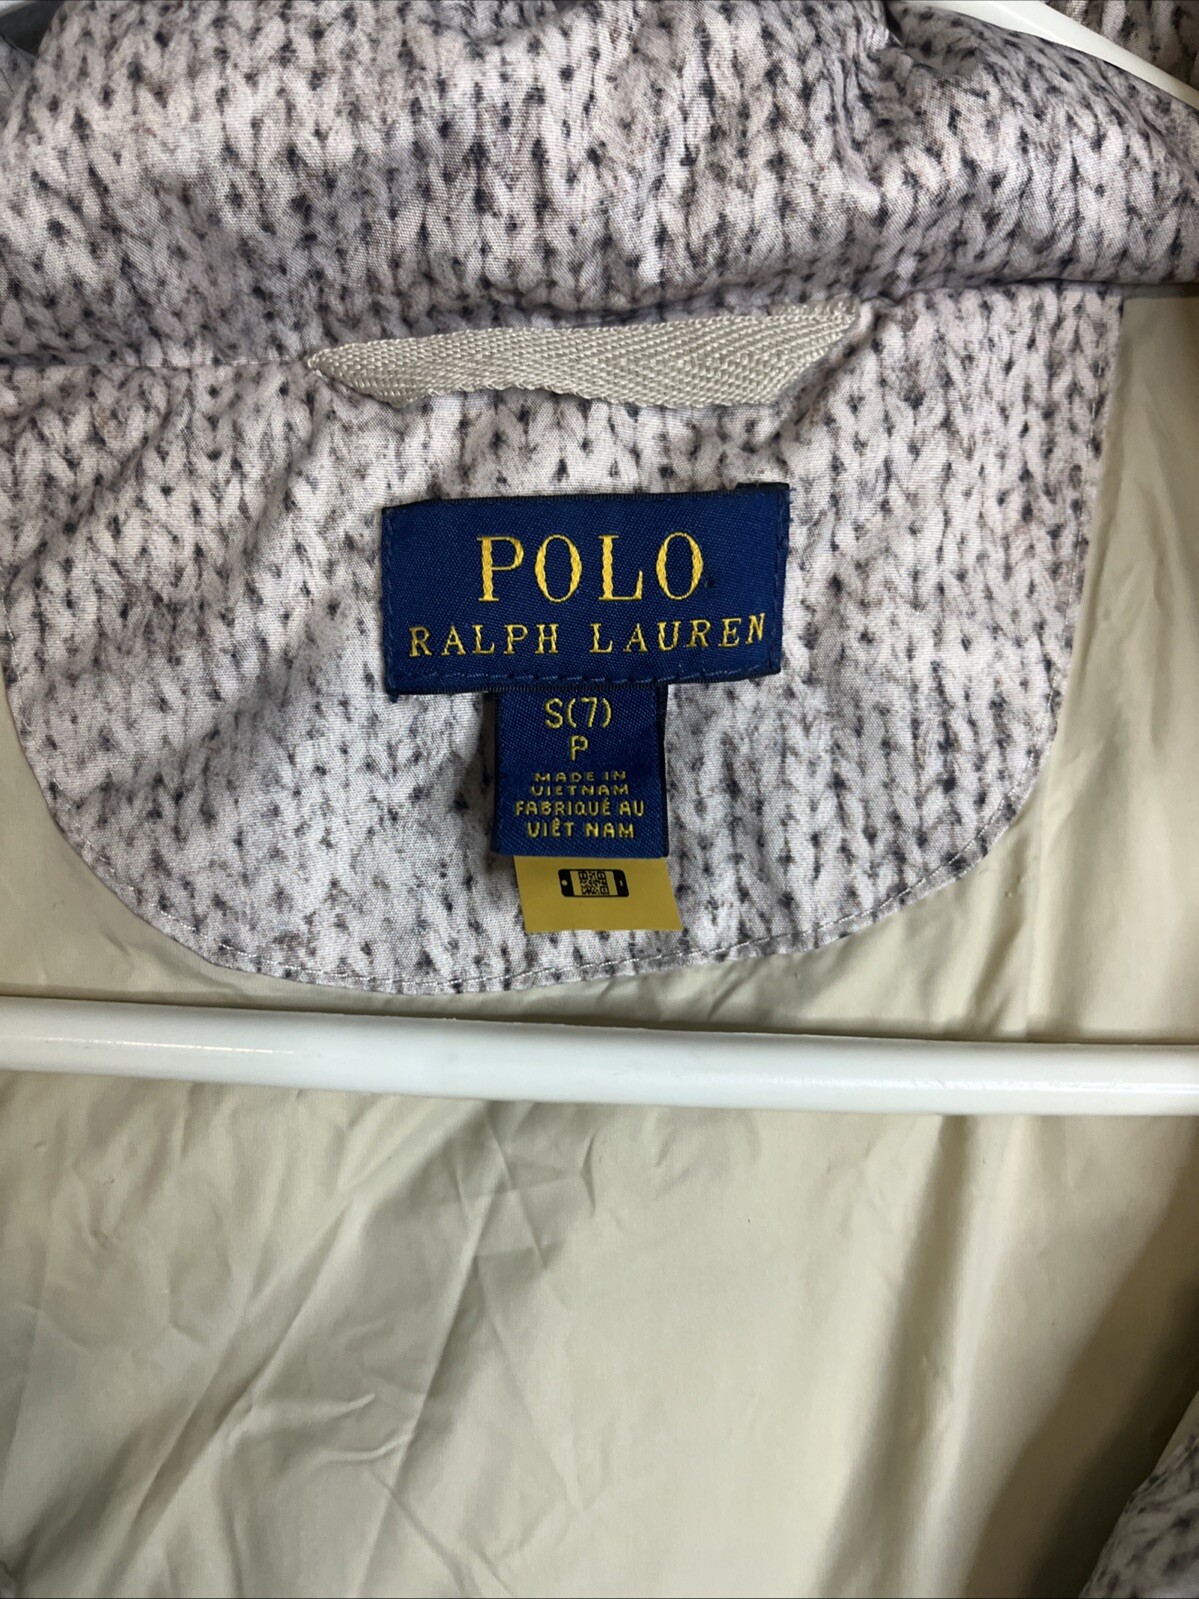 POLO
RALPH LAUREN
S(7)
P
MADE IN
VIETNAM
FABRIQUÉ AU
VIÊT NAM